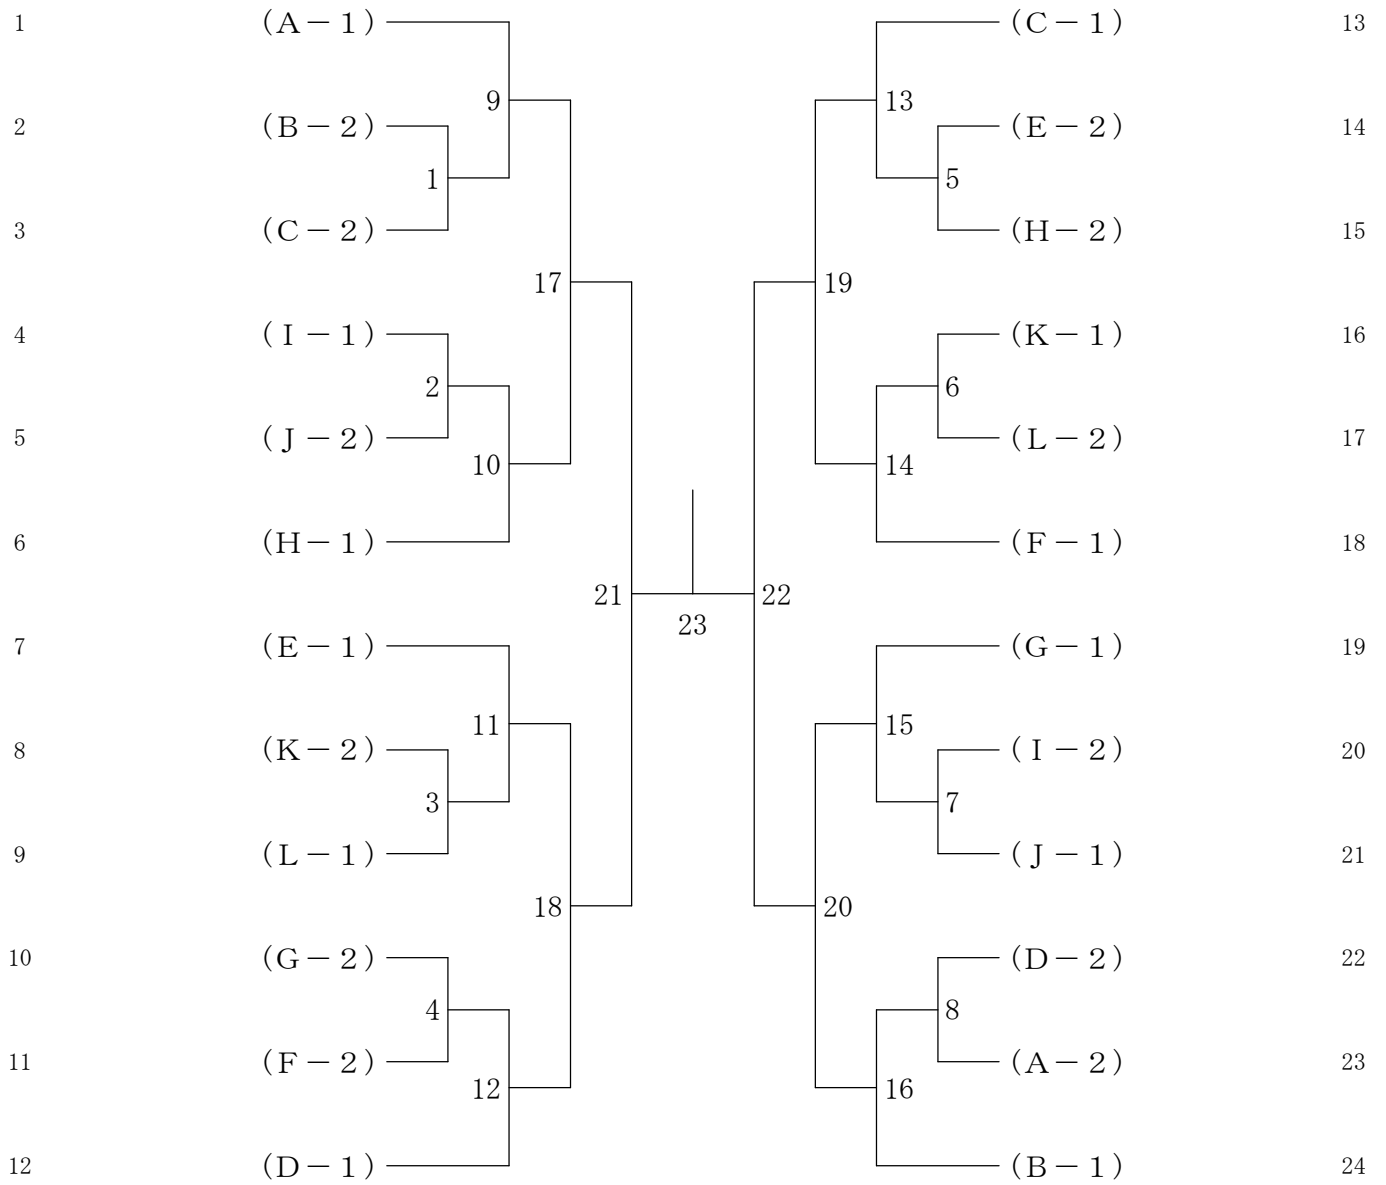 1 (A－1) (C－1) 13
9 13
2 (B－2) (E－2) 14
1 5
3 (C－2) (H－2) 15
17 19
4 (I－1) (K－1) 16
2 6
5 (J－2) (L－2) 17
10 14
6 (H－1) (F－1) 18
21 22
23
7 (E－1) (G－1) 19
11 15
8 (K－2) (I－2) 20
3 7
9 (L－1) (J－1) 21
18 20
10 (G－2) (D－2) 22
4 8
11 (F－2) (A－2) 23
12 16
12 (D－1) (B－1) 24